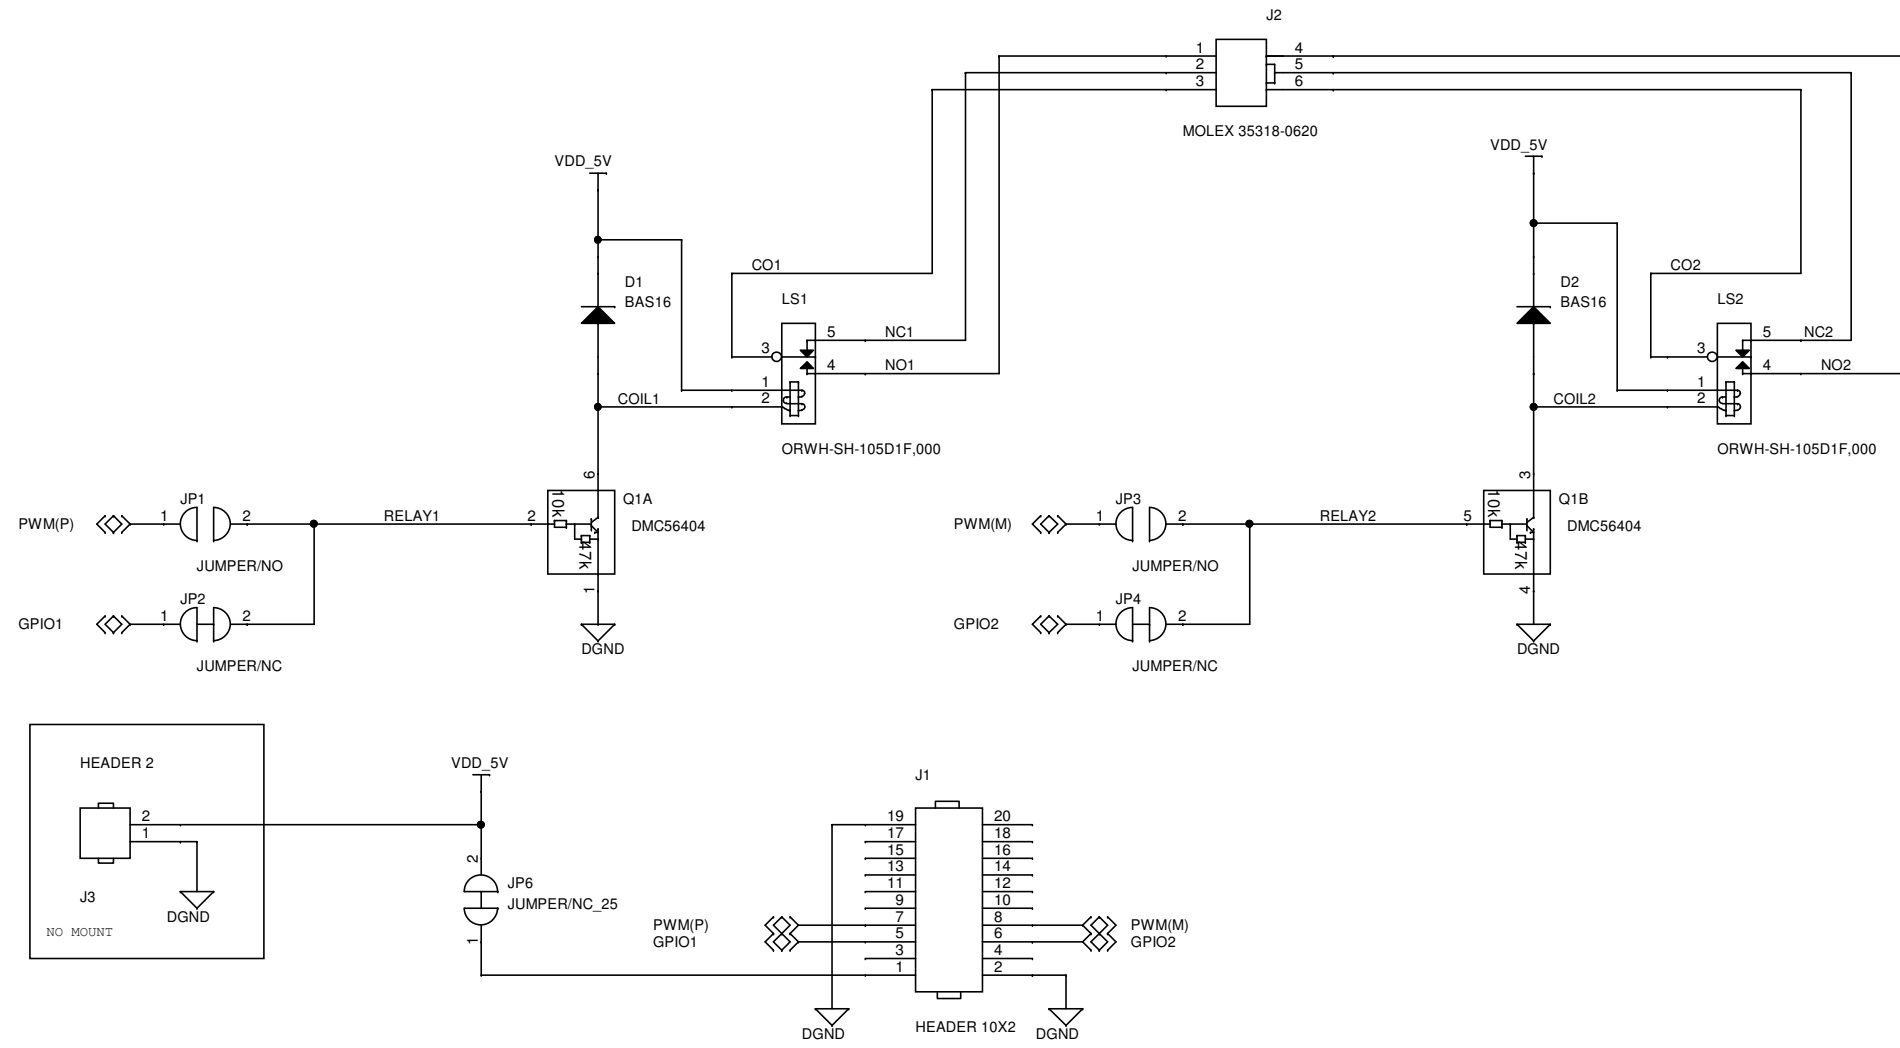 J2
1 4
2 5
3 6
MOLEX 35318-0620
VDD_5V
VDD_5V
CO1
CO2
D1
BAS16
D2
BAS16
LS1
LS2
5 NC1
3
4 NO1
1
2
COIL1
5 NC2
3
4 NO2
1
2
COIL2
ORWH-SH-105D1F,000
ORWH-SH-105D1F,000
6
3
PWM(P) 1 JP1 2 RELAY1 2
10k
47k
Q1A
DMC56404
JUMPER/NO
1
DGND
GPIO1 1 JP2 2
JUMPER/NC
PWM(M) 1 JP3 2 RELAY2 5
10k
47k
Q1B
DMC56404
JUMPER/NO
4
DGND
GPIO2 1 JP4 2
JUMPER/NC
HEADER 2
2
1
J3
DGND
NO MOUNT
VDD_5V
2
JP6
JUMPER/NC_25
1
J1
19 20
17 18
15 16
13 14
11 12
9 10
PWM(P) 7 8 PWM(M)
GPIO1 5 6 GPIO2
3 4
1 2
DGND
HEADER 10X2
DGND